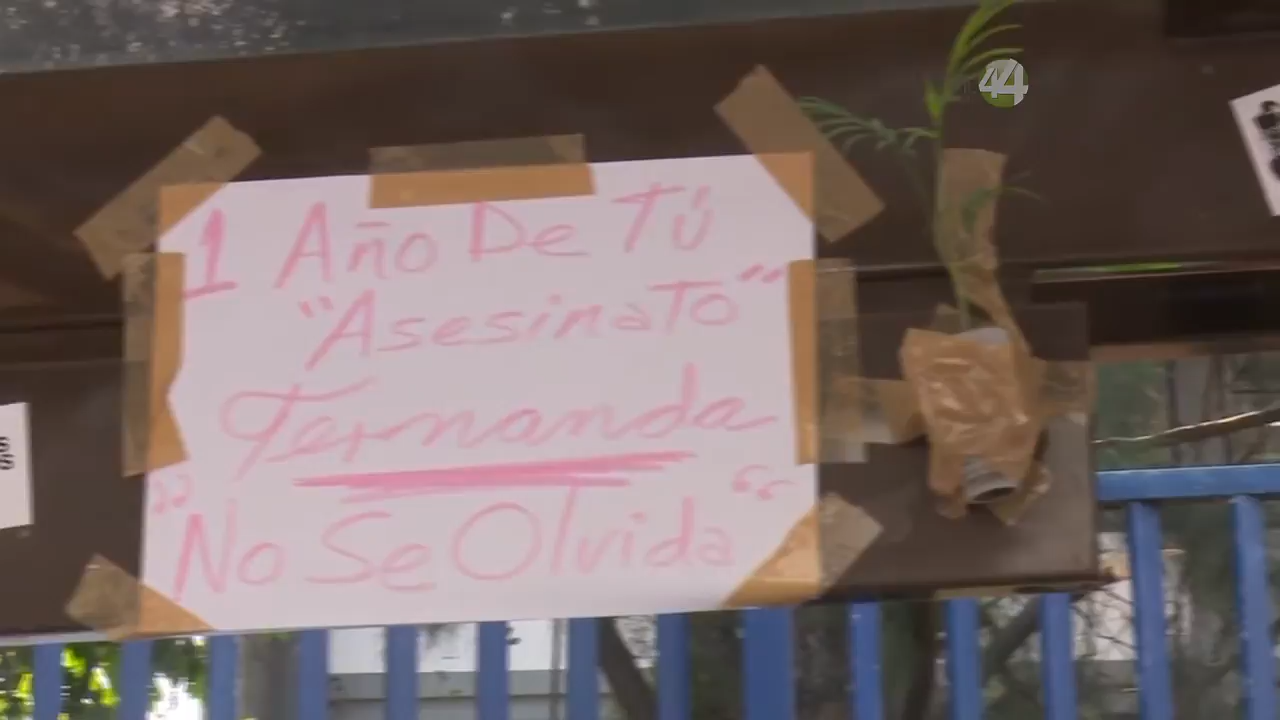 44
1 Año De Tú
"Asesinato"
Fernanda
"No Se Olvida"